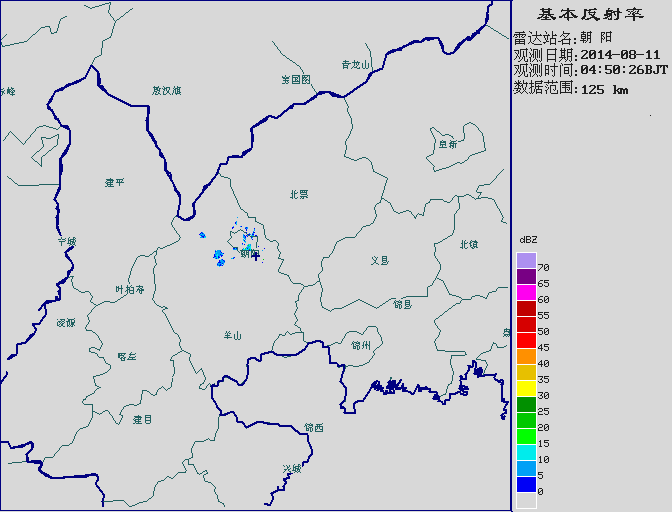 基本反射率
雷达站名:朝 阳
观测日期:2014-08-11
观测时间:04:50:26BJT
数据范围:125 km
青龙山
宝国图
敖汉旗
赤峰
阜新
建平
北票
宁城
朝阳
义县
北镇
叶柏寿
锦县
凌源
羊山
锦州
喀左
建昌
锦西
兴城
dBZ
70
65
60
55
50
45
40
35
30
25
20
15
10
5
0